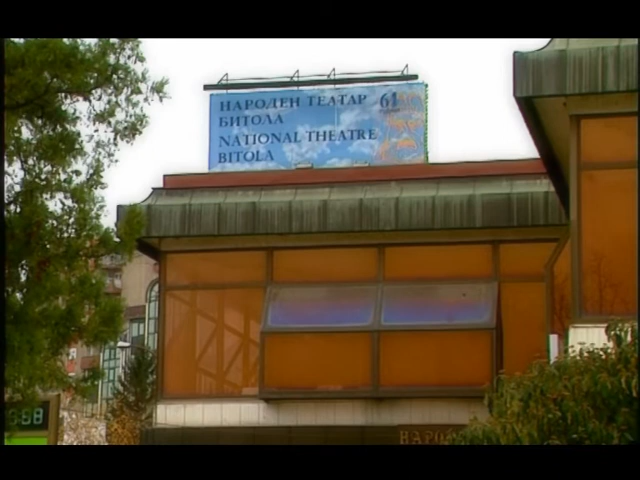 НАРОДЕН ТЕАТАР 61
БИТОЛА
NATIONAL THEATRE
BITOLA